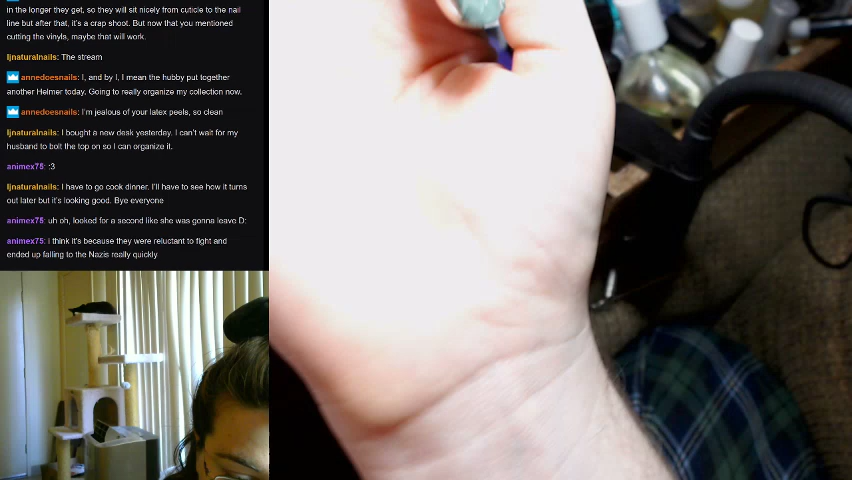 in the longer they get, so they will sit nicely from cuticle to the nail
line but after that, it's a crap shoot. But now that you mentioned
cutting the vinyls, maybe that will work.
ljnaturalnails: The stream
annedoesnails: I, and by I, I mean the hubby put together
another Helmer today. Going to really organize my collection now.
annedoesnails: I'm jealous of your latex peels, so clean
ljnaturalnails: I bought a new desk yesterday. I can't wait for my
husband to bolt the top on so I can organize it.
animex75: :3
ljnaturalnails: I have to go cook dinner. I'll have to see how it turns
out later but it's looking good. Bye everyone
animex75: uh oh, looked for a second like she was gonna leave D:
animex75: i think it's because they were reluctant to fight and
ended up falling to the Nazis really quickly